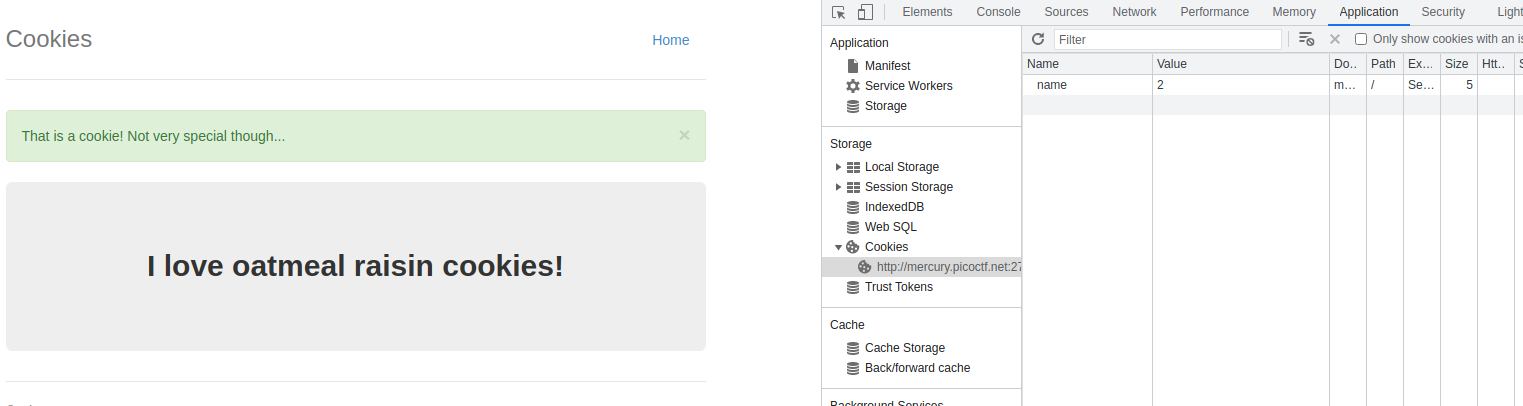 Cookies
Home
That is a cookie! Not very special though...
×
I love oatmeal raisin cookies!
Elements Console Sources Network Performance Memory Application Security Light
Application
Manifest
Service Workers
Storage
Storage
Local Storage
Session Storage
IndexedDB
Web SQL
Cookies
http://mercury.picoctf.net:27
Trust Tokens
Cache
Cache Storage
Back/forward cache
Background Services
Filter
Only show cookies with an is
Name Value Do.. Path Ex... Size Htt.. S
name 2 m... / Se... 5